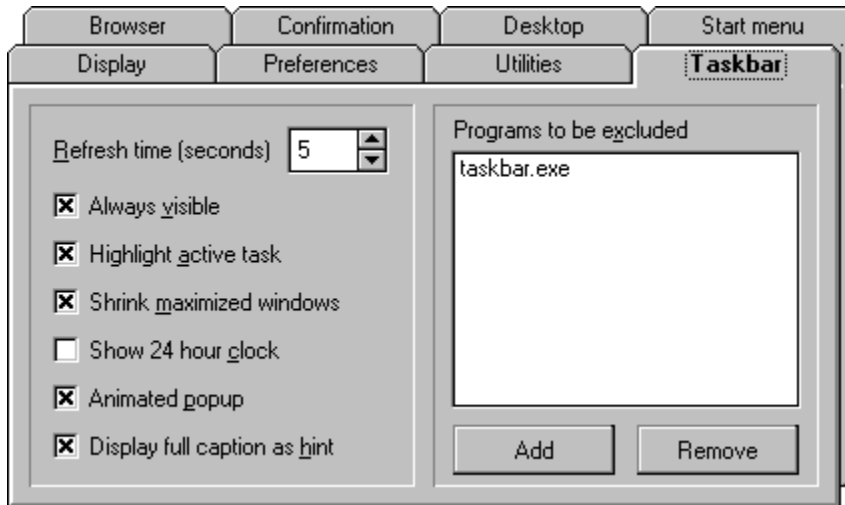 Browser Confirmation Desktop Start menu
Display Preferences Utilities Taskbar
Refresh time (seconds) 5
Always visible
Highlight active task
Shrink maximized windows
Show 24 hour clock
Animated popup
Display full caption as hint
Programs to be excluded
taskbar.exe
Add Remove